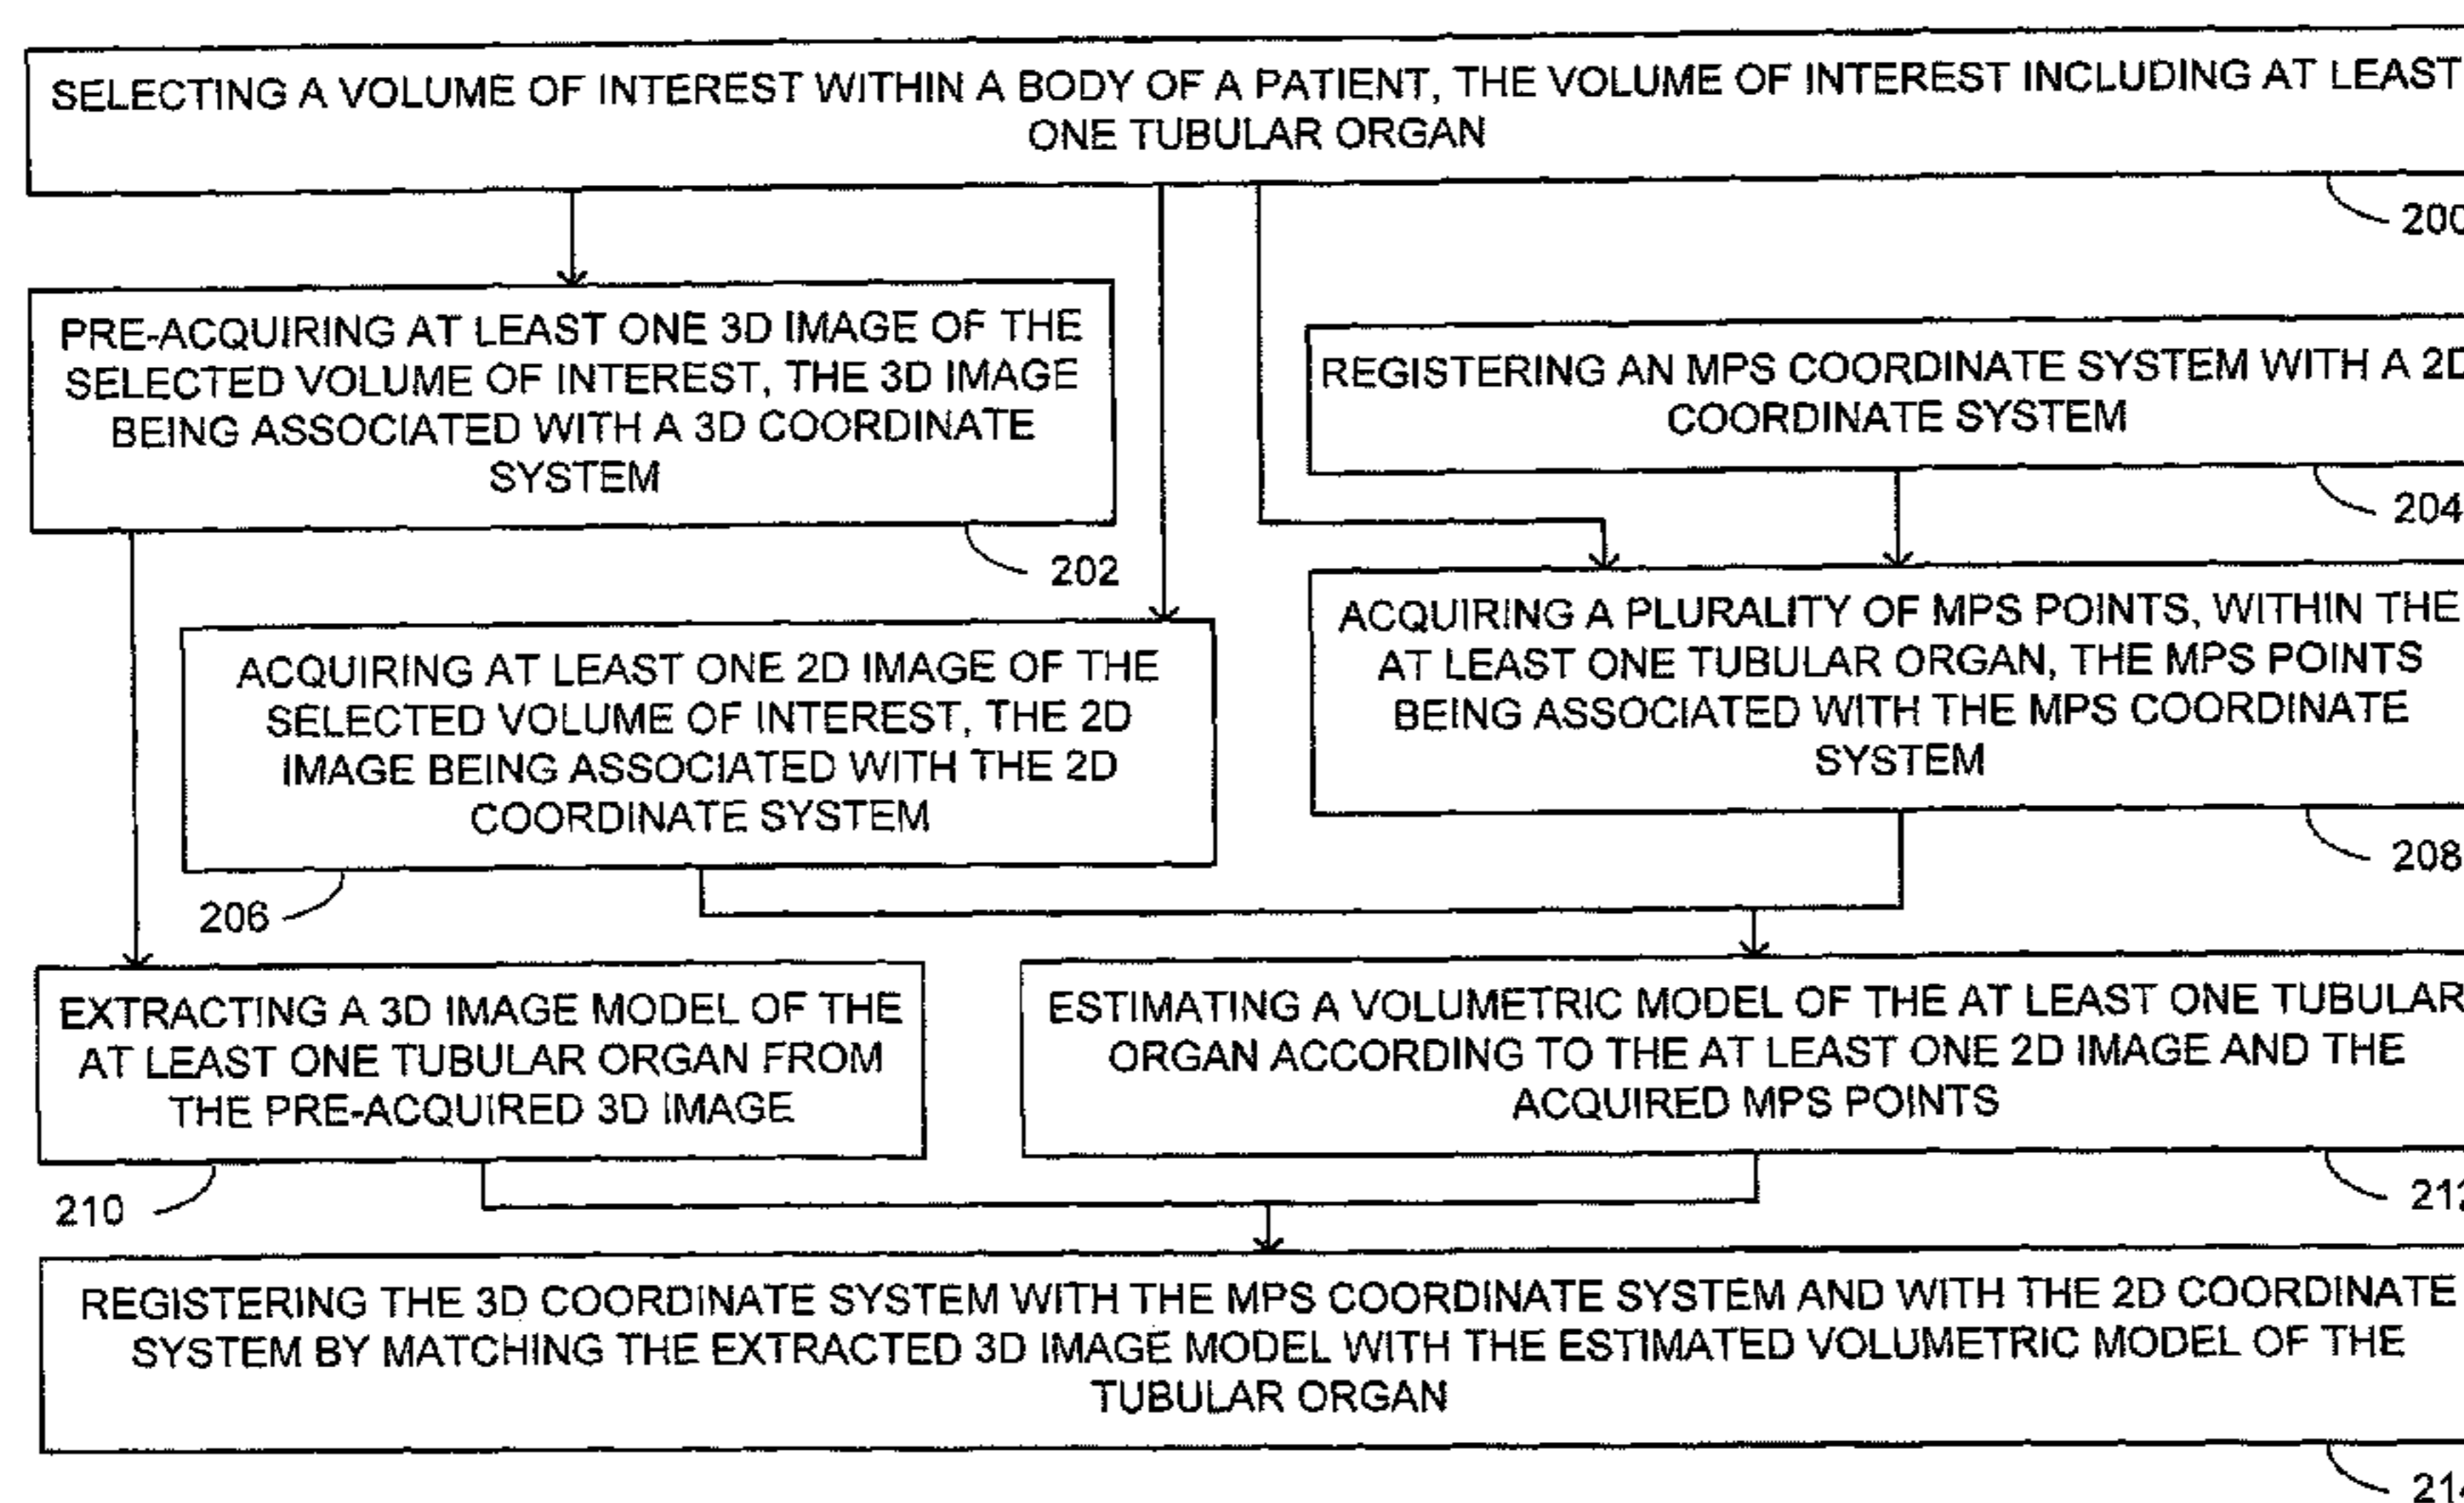 SELECTING A VOLUME OF INTEREST WITHIN A BODY OF A PATIENT, THE VOLUME OF INTEREST INCLUDING AT LEAST
ONE TUBULAR ORGAN
200
PRE-ACQUIRING AT LEAST ONE 3D IMAGE OF THE
SELECTED VOLUME OF INTEREST, THE 3D IMAGE
BEING ASSOCIATED WITH A 3D COORDINATE
SYSTEM
202
REGISTERING AN MPS COORDINATE SYSTEM WITH A 2D
COORDINATE SYSTEM
204
ACQUIRING AT LEAST ONE 2D IMAGE OF THE
SELECTED VOLUME OF INTEREST, THE 2D
IMAGE BEING ASSOCIATED WITH THE 2D
COORDINATE SYSTEM
206
ACQUIRING A PLURALITY OF MPS POINTS, WITHIN THE
AT LEAST ONE TUBULAR ORGAN, THE MPS POINTS
BEING ASSOCIATED WITH THE MPS COORDINATE
SYSTEM
208
EXTRACTING A 3D IMAGE MODEL OF THE
AT LEAST ONE TUBULAR ORGAN FROM
THE PRE-ACQUIRED 3D IMAGE
210
ESTIMATING A VOLUMETRIC MODEL OF THE AT LEAST ONE TUBULAR
ORGAN ACCORDING TO THE AT LEAST ONE 2D IMAGE AND THE
ACQUIRED MPS POINTS
212
REGISTERING THE 3D COORDINATE SYSTEM WITH THE MPS COORDINATE SYSTEM AND WITH THE 2D COORDINATE
SYSTEM BY MATCHING THE EXTRACTED 3D IMAGE MODEL WITH THE ESTIMATED VOLUMETRIC MODEL OF THE
TUBULAR ORGAN